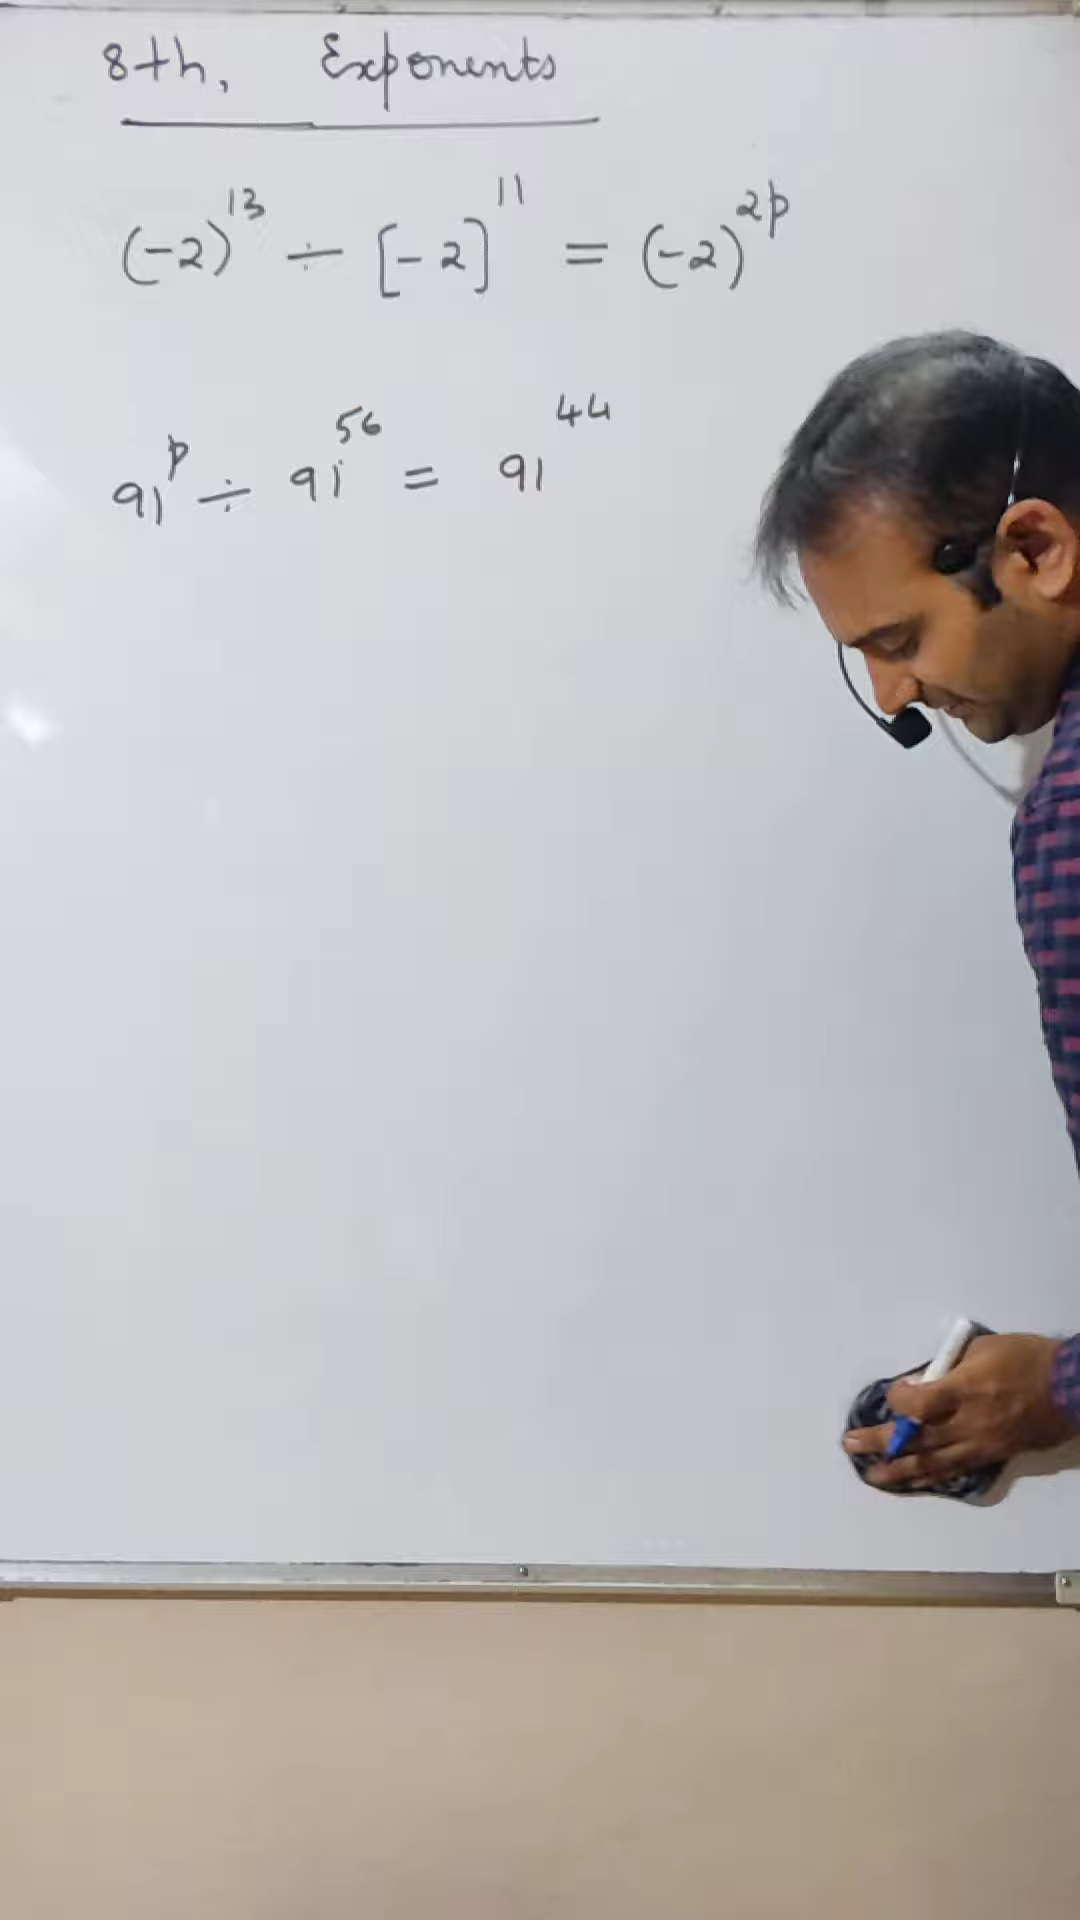 8th, Exponents
(-2)^13 ÷ [-2]^11 = (-2)^2p
91^p ÷ 91^56 = 91^44